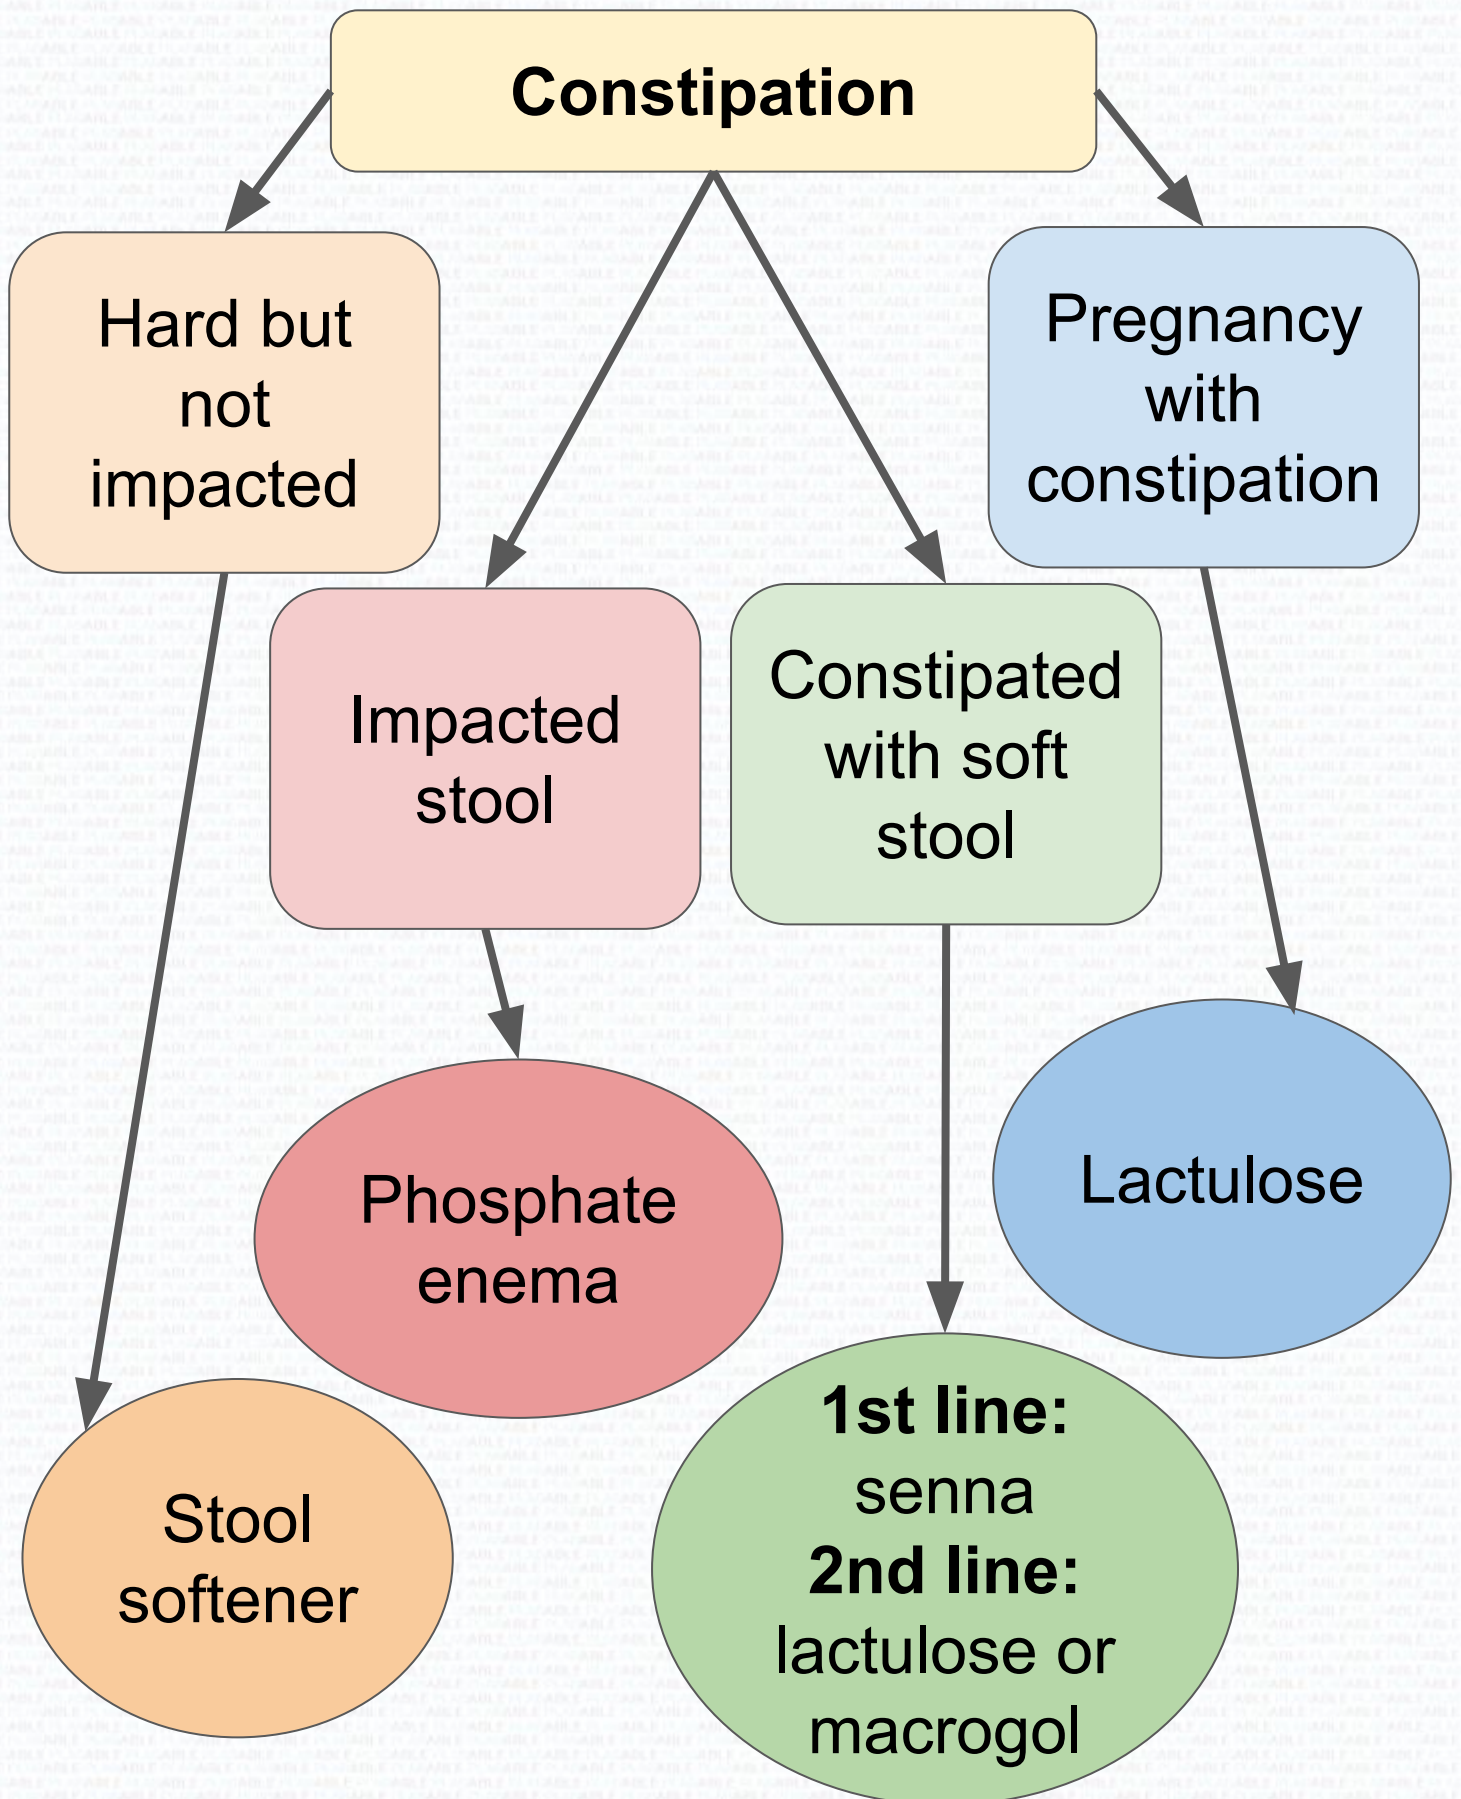 Constipation
Hard but
not
impacted
Pregnancy
with
constipation
Impacted
stool
Constipated
with soft
stool
Phosphate
enema
Lactulose
Stool
softener
1st line:
senna
2nd line:
lactulose or
macrogol